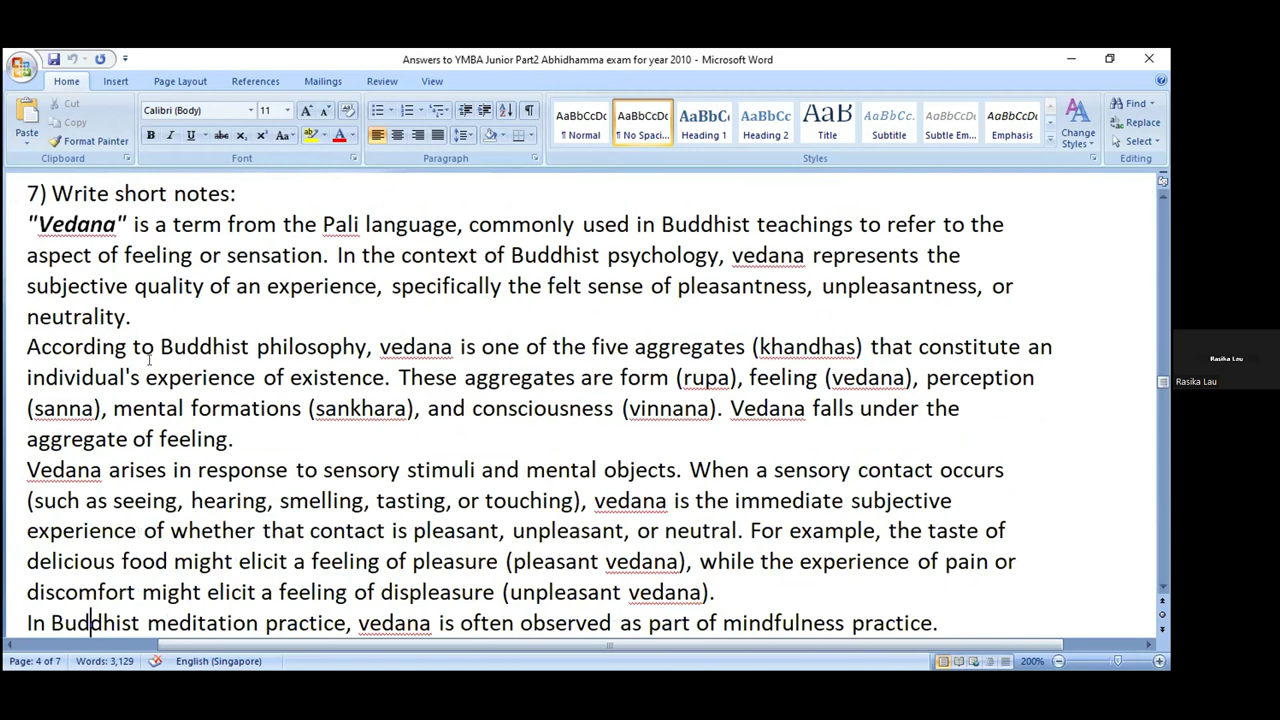 Answers to YMBA Junior Part2 Abhidhamma exam for year 2010 - Microsoft Word
Home Insert Page Layout References Mailings Review View
Paste
Cut
Copy
Format Painter
Calibri (Body) 11
AaBbCcDc AaBbCcDc AaBbC AaBbCc AaB AaBbCc. AaBbCcDc AaBbCcDc
¶ Normal ¶ No Spaci... Heading 1 Heading 2 Title Subtitle Subtle Em... Emphasis
Change Styles
Find
Replace
Select
Clipboard Font Paragraph Styles Editing
7) Write short notes:
"Vedana" is a term from the Pali language, commonly used in Buddhist teachings to refer to the
aspect of feeling or sensation. In the context of Buddhist psychology, vedana represents the
subjective quality of an experience, specifically the felt sense of pleasantness, unpleasantness, or
neutrality.
According to Buddhist philosophy, vedana is one of the five aggregates (khandhas) that constitute an
individual's experience of existence. These aggregates are form (rupa), feeling (vedana), perception
(sanna), mental formations (sankhara), and consciousness (vinnana). Vedana falls under the
aggregate of feeling.
Vedana arises in response to sensory stimuli and mental objects. When a sensory contact occurs
(such as seeing, hearing, smelling, tasting, or touching), vedana is the immediate subjective
experience of whether that contact is pleasant, unpleasant, or neutral. For example, the taste of
delicious food might elicit a feeling of pleasure (pleasant vedana), while the experience of pain or
discomfort might elicit a feeling of displeasure (unpleasant vedana).
In Buddhist meditation practice, vedana is often observed as part of mindfulness practice.
Page: 4 of 7 Words: 3,129 English (Singapore) 200%
Rasika Lau
Rasika Lau